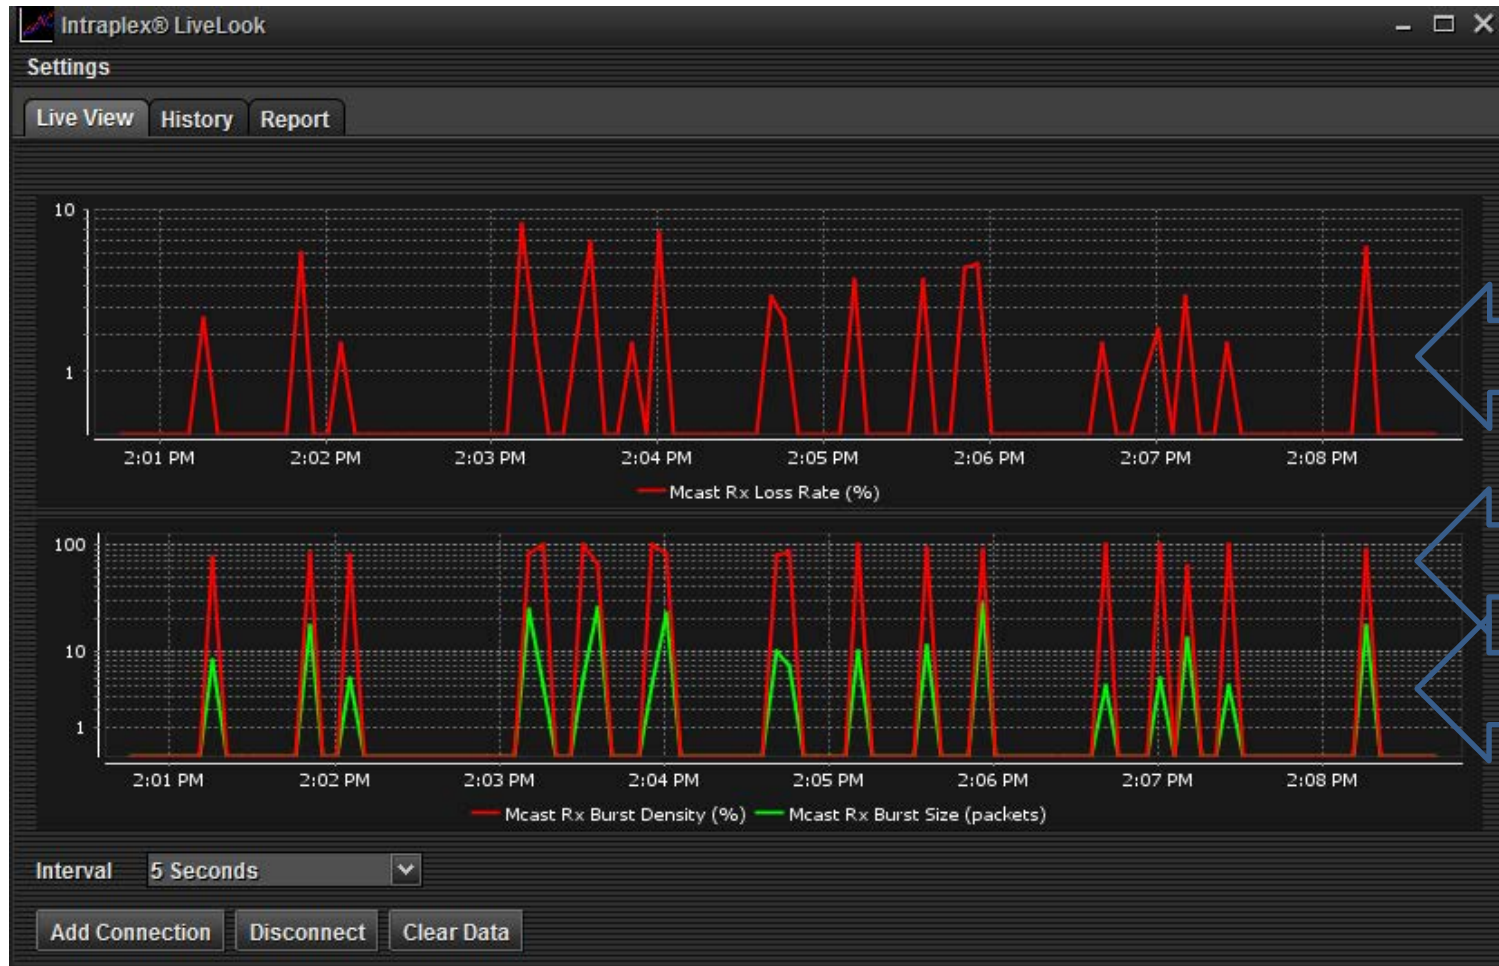 Intraplex® LiveLook
Settings
Live View History Report
10
1
2:01 PM 2:02 PM 2:03 PM 2:04 PM 2:05 PM 2:06 PM 2:07 PM 2:08 PM
Mcast Rx Loss Rate (%)
100
10
1
2:01 PM 2:02 PM 2:03 PM 2:04 PM 2:05 PM 2:06 PM 2:07 PM 2:08 PM
Mcast Rx Burst Density (%) Mcast Rx Burst Size (packets)
Interval 5 Seconds
Add Connection Disconnect Clear Data